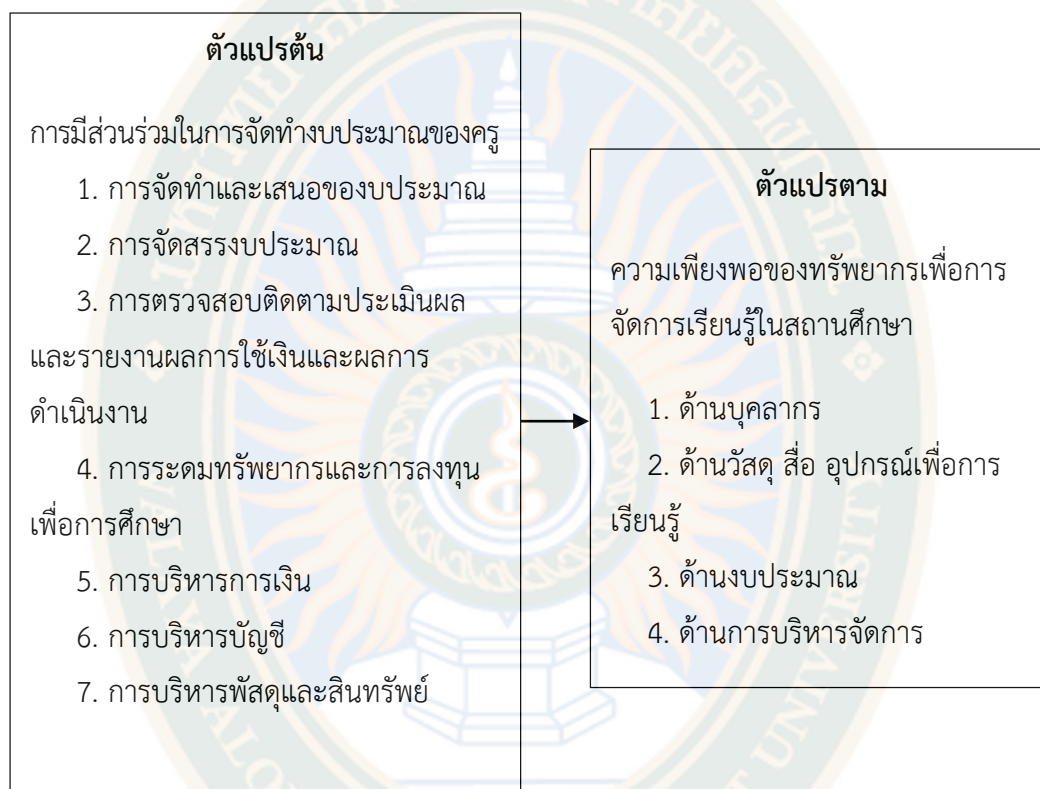 ตัวแปรต้น
การมีส่วนร่วมในการจัดทำงบประมาณของครู
1. การจัดทำและเสนอของบประมาณ
2. การจัดสรรงบประมาณ
3. การตรวจสอบติดตามประเมินผล
และรายงานผลการใช้เงินและผลการ
ดำเนินงาน
4. การระดมทรัพยากรและการลงทุน
เพื่อการศึกษา
5. การบริหารการเงิน
6. การบริหารบัญชี
7. การบริหารพัสดุและสินทรัพย์
ตัวแปรตาม
ความเพียงพอของทรัพยากรเพื่อการ
จัดการเรียนรู้ในสถานศึกษา
1. ด้านบุคลากร
2. ด้านวัสดุ สื่อ อุปกรณ์เพื่อการ
เรียนรู้
3. ด้านงบประมาณ
4. ด้านการบริหารจัดการ